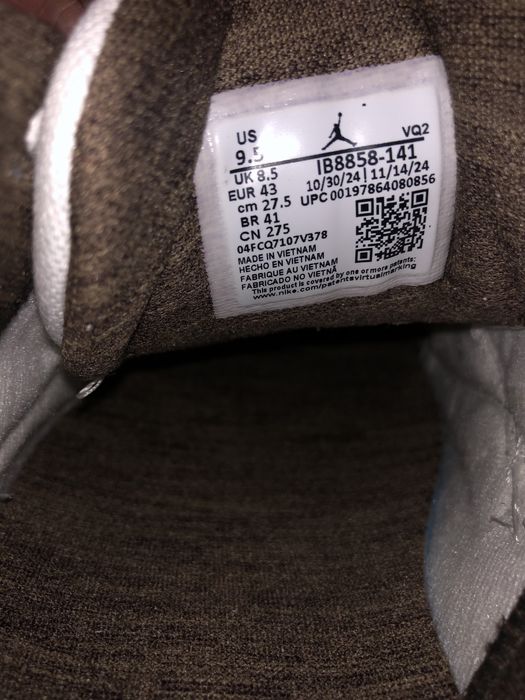 US VQ2
9.5 IB8858-141
UK 8.5 10/30/24 | 11/14/24
EUR 43 UPC 00197864080856
cm 27.5
BR 41
CN 275
04FCQ7107V378
MADE IN VIETNAM
HECHO EN VIETNAM
FABRIQUE AU VIETNAM
FABRICADO NO VIETNÃ
This product is covered by one or more patents:
www.nike.com/patentsvirtualmarking